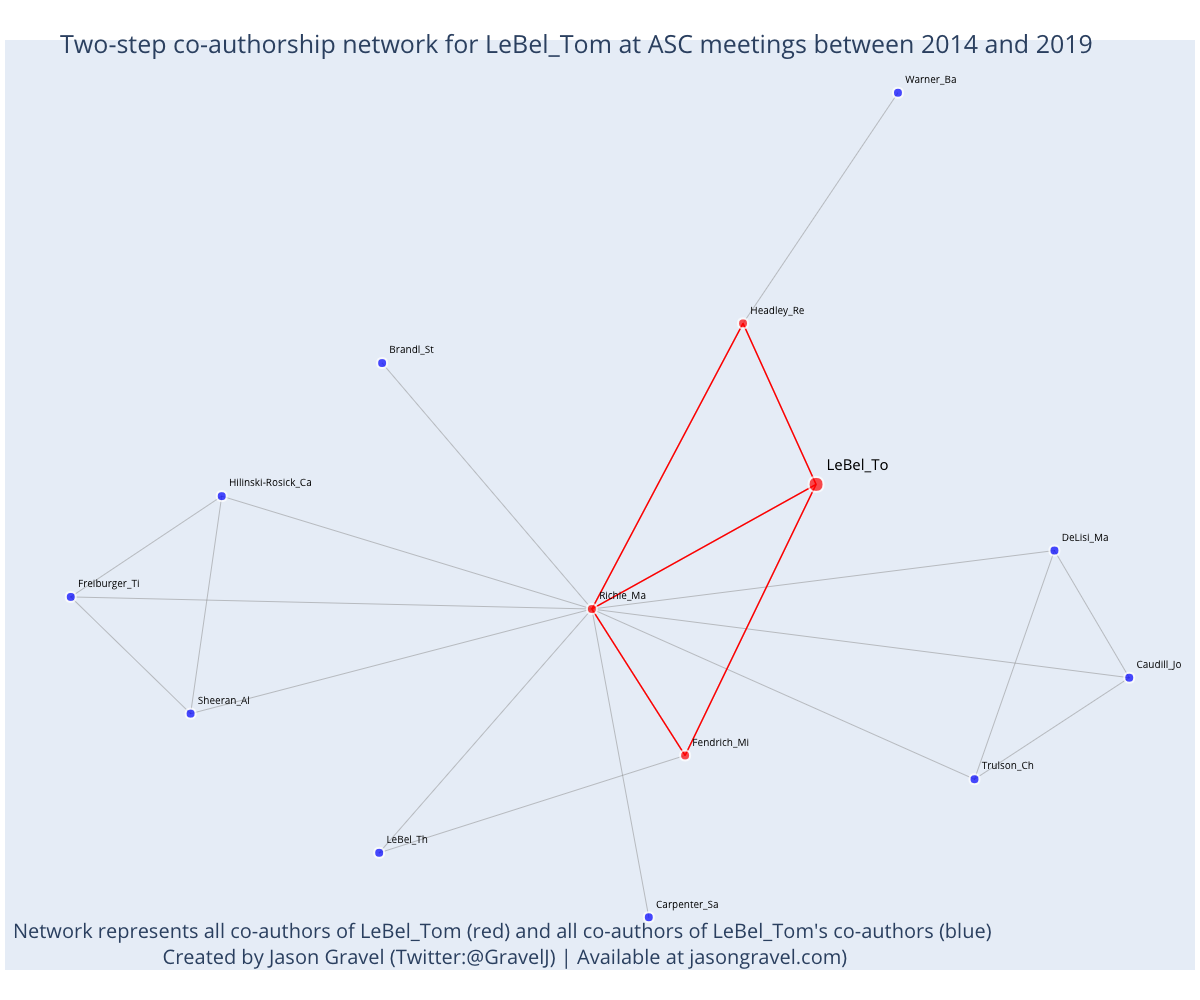 Two-step co-authorship network for LeBel_Tom at ASC meetings between 2014 and 2019
Warner_Ba
Headley_Re
Brandl_St
LeBel_To
Hilinski-Rosick_Ca
DeLisi_Ma
Freiburger_Ti
Richie_Ma
Caudill_Jo
Sheeran_Al
Fendrich_Mi
Trulson_Ch
LeBel_Th
Carpenter_Sa
Network represents all co-authors of LeBel_Tom (red) and all co-authors of LeBel_Tom's co-authors (blue)
Created by Jason Gravel (Twitter:@GravelJ) | Available at jasongravel.com)